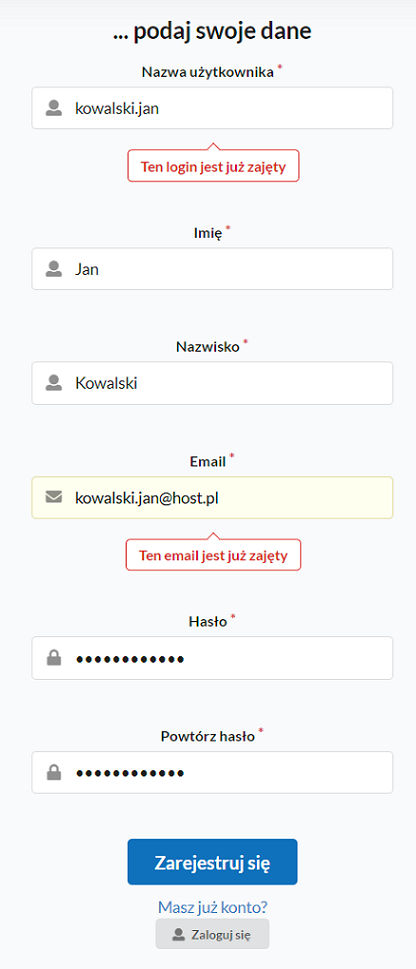 ... podaj swoje dane
Nazwa użytkownika *
kowalski.jan
Ten login jest już zajęty
Imię *
Jan
Nazwisko *
Kowalski
Email *
kowalski.jan@host.pl
Ten email jest już zajęty
Hasło *
••••••••••••
Powtórz hasło *
••••••••••••
Zarejestruj się
Masz już konto?
Zaloguj się